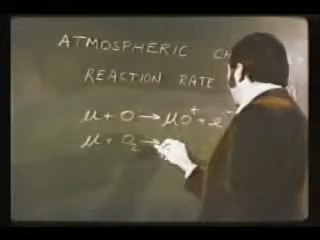 ATMOSPHERIC
REACTION RATE
μ + O → μO⁺ + e⁻
μ + O₂ →